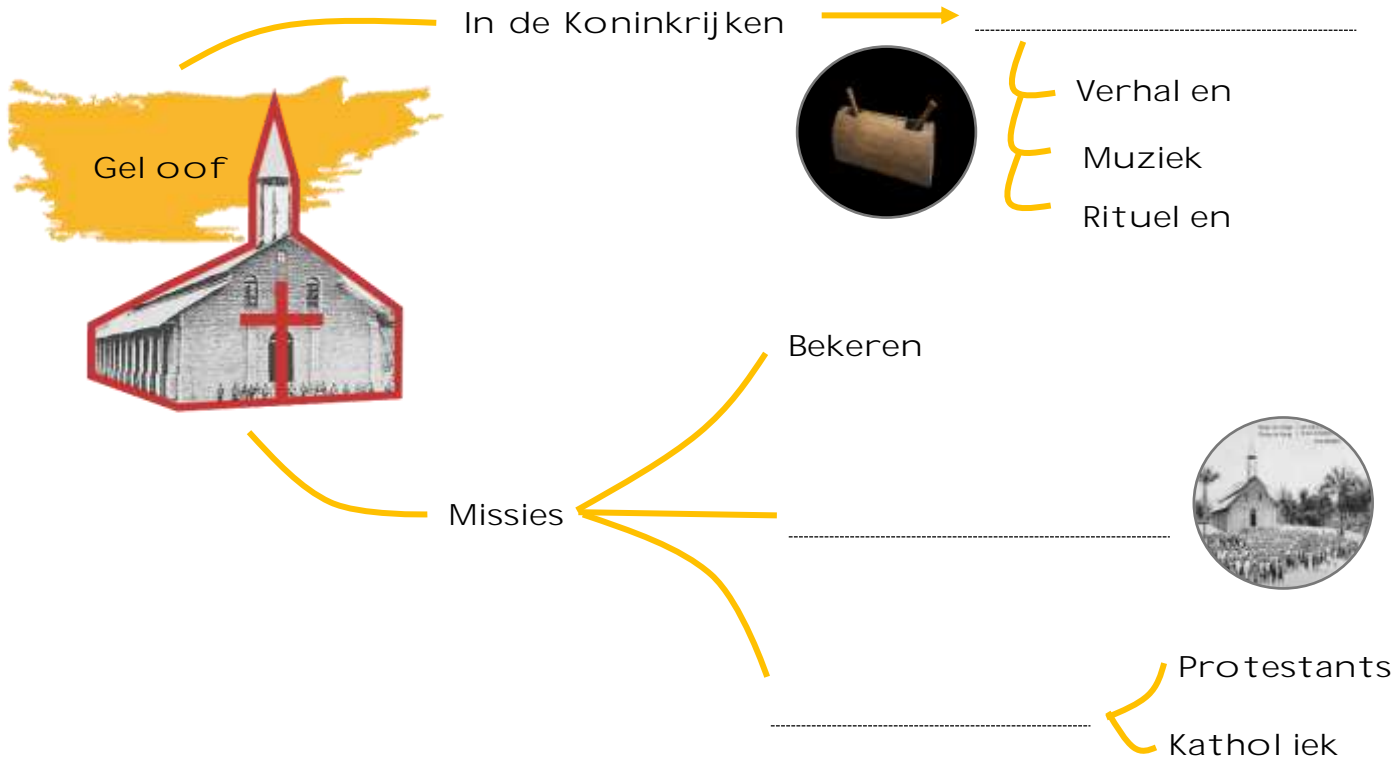 In de Koninkrijken
Verhalen
Geloof
Muziek
Rituelen
Bekeren
Missies
Protestants
Katholiek